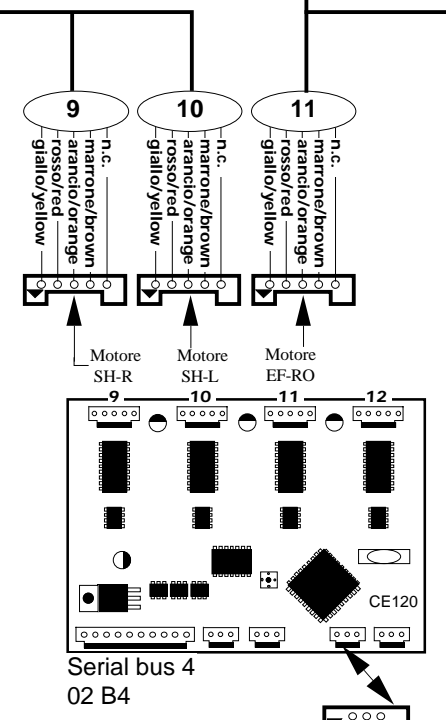 9 10 11
giallo/yellow
rosso/red
arancio/orange
marrone/brown
n.c.
giallo/yellow
rosso/red
arancio/orange
marrone/brown
n.c.
giallo/yellow
rosso/red
arancio/orange
marrone/brown
n.c.
Motore
SH-R
Motore
SH-L
Motore
EF-RO
9 10 11 12
CE120
Serial bus 4
02 B4